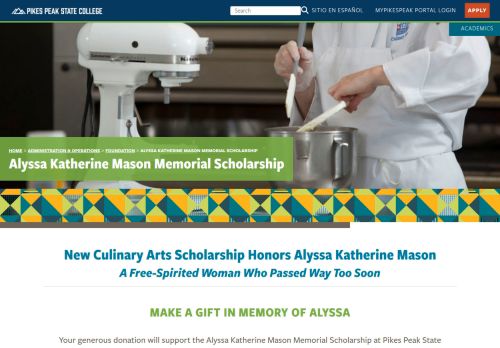 PIKES PEAK STATE COLLEGE
Search
SITIO EN ESPAÑOL
MYPIKESPEAK PORTAL LOGIN
APPLY
ACADEMICS
HOME > ADMINISTRATION & OPERATIONS > FOUNDATION > ALYSSA KATHERINE MASON MEMORIAL SCHOLARSHIP
Alyssa Katherine Mason Memorial Scholarship
New Culinary Arts Scholarship Honors Alyssa Katherine Mason
A Free-Spirited Woman Who Passed Way Too Soon
MAKE A GIFT IN MEMORY OF ALYSSA
Your generous donation will support the Alyssa Katherine Mason Memorial Scholarship at Pikes Peak State